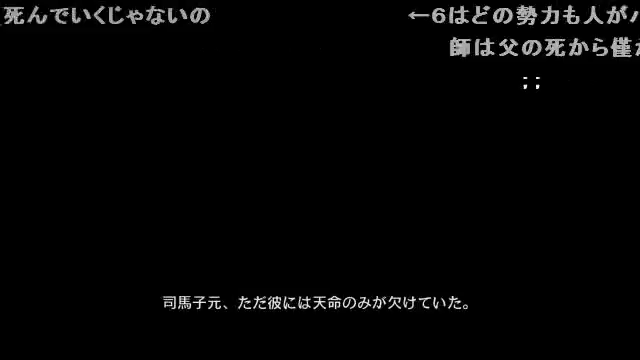 死んでいくじゃないの
←6はどの勢力も人が
師は父の死から僅
;;
司馬子元、ただ彼には天命のみが欠けていた。